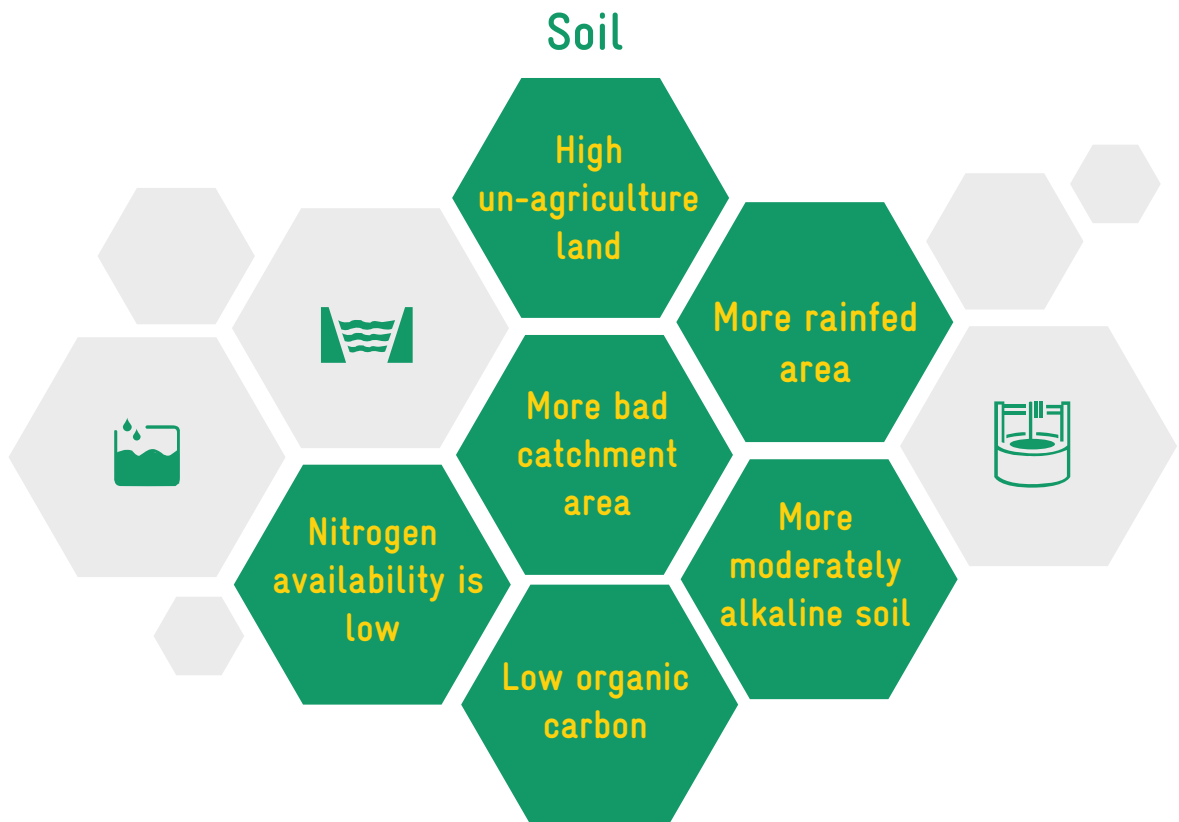 Soil
High
un-agriculture
land
More rainfed
area
More bad
catchment
area
Nitrogen
availability is
low
More
moderately
alkaline soil
Low organic
carbon